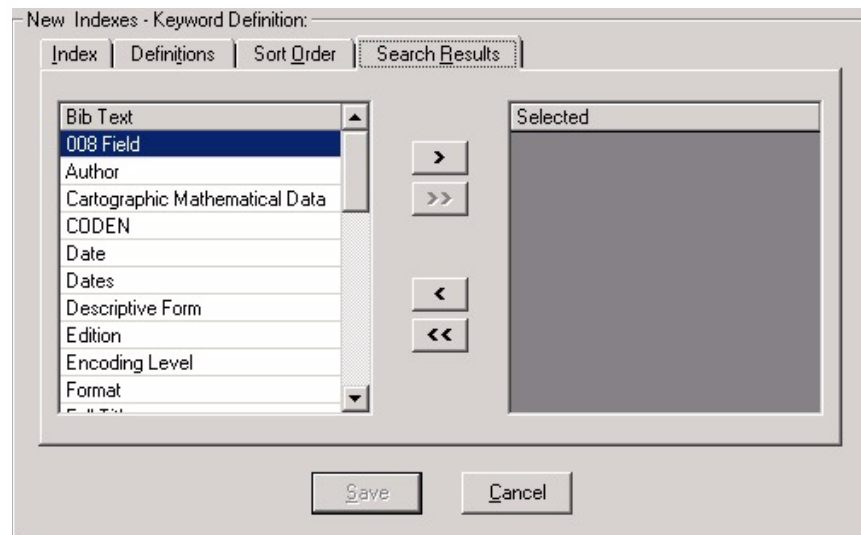 New Indexes - Keyword Definition:
Index Definitions Sort Order Search Results
Bib Text
008 Field
Author
Cartographic Mathematical Data
CODEN
Date
Dates
Descriptive Form
Edition
Encoding Level
Format
>
>>
<
<<
Selected
Save Cancel